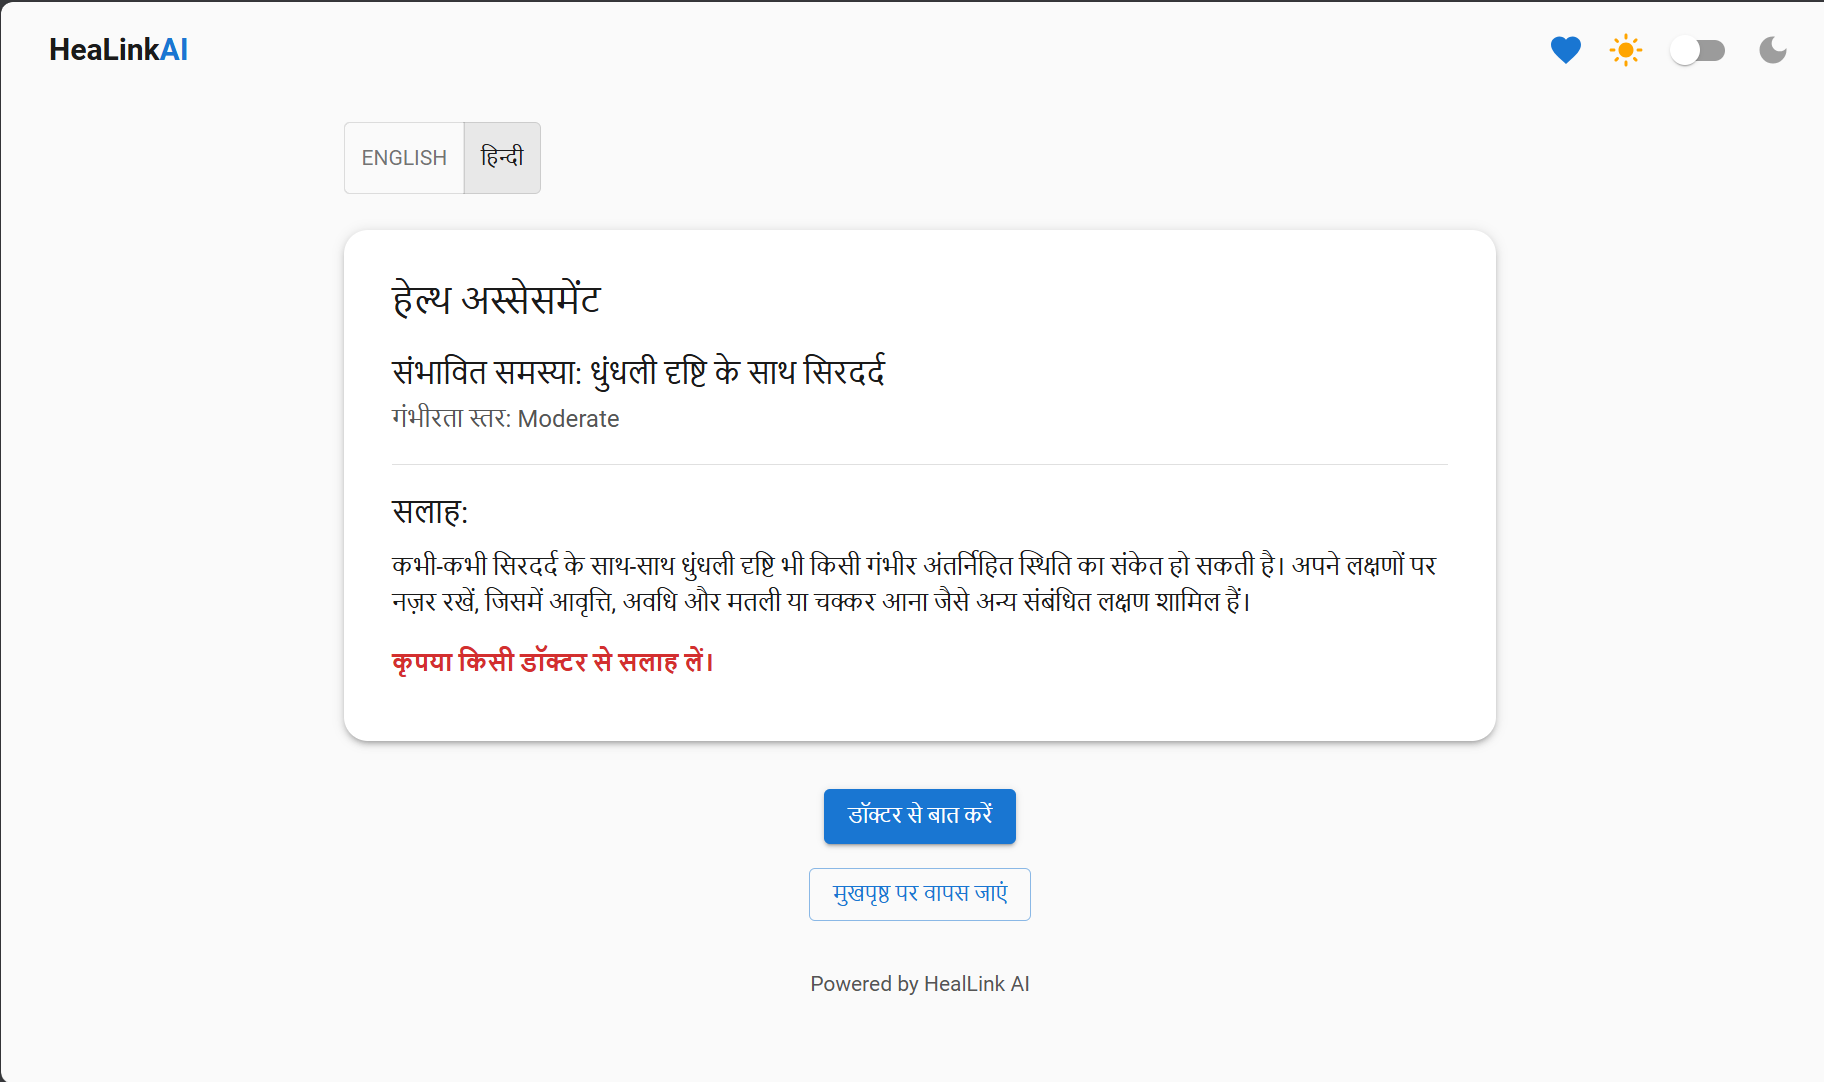 HeaLinkAI
ENGLISH
हिन्दी
हेल्थ अस्सेसमेंट
संभावित समस्या: धुंधली दृष्टि के साथ सिरदर्द
गंभीरता स्तर: Moderate
सलाह:
कभी-कभी सिरदर्द के साथ-साथ धुंधली दृष्टि भी किसी गंभीर अंतर्निहित स्थिति का संकेत हो सकती है। अपने लक्षणों पर
नज़र रखें, जिसमें आवृत्ति, अवधि और मतली या चक्कर आना जैसे अन्य संबंधित लक्षण शामिल हैं।
कृपया किसी डॉक्टर से सलाह लें।
डॉक्टर से बात करें
मुखपृष्ठ पर वापस जाएं
Powered by HealLink AI